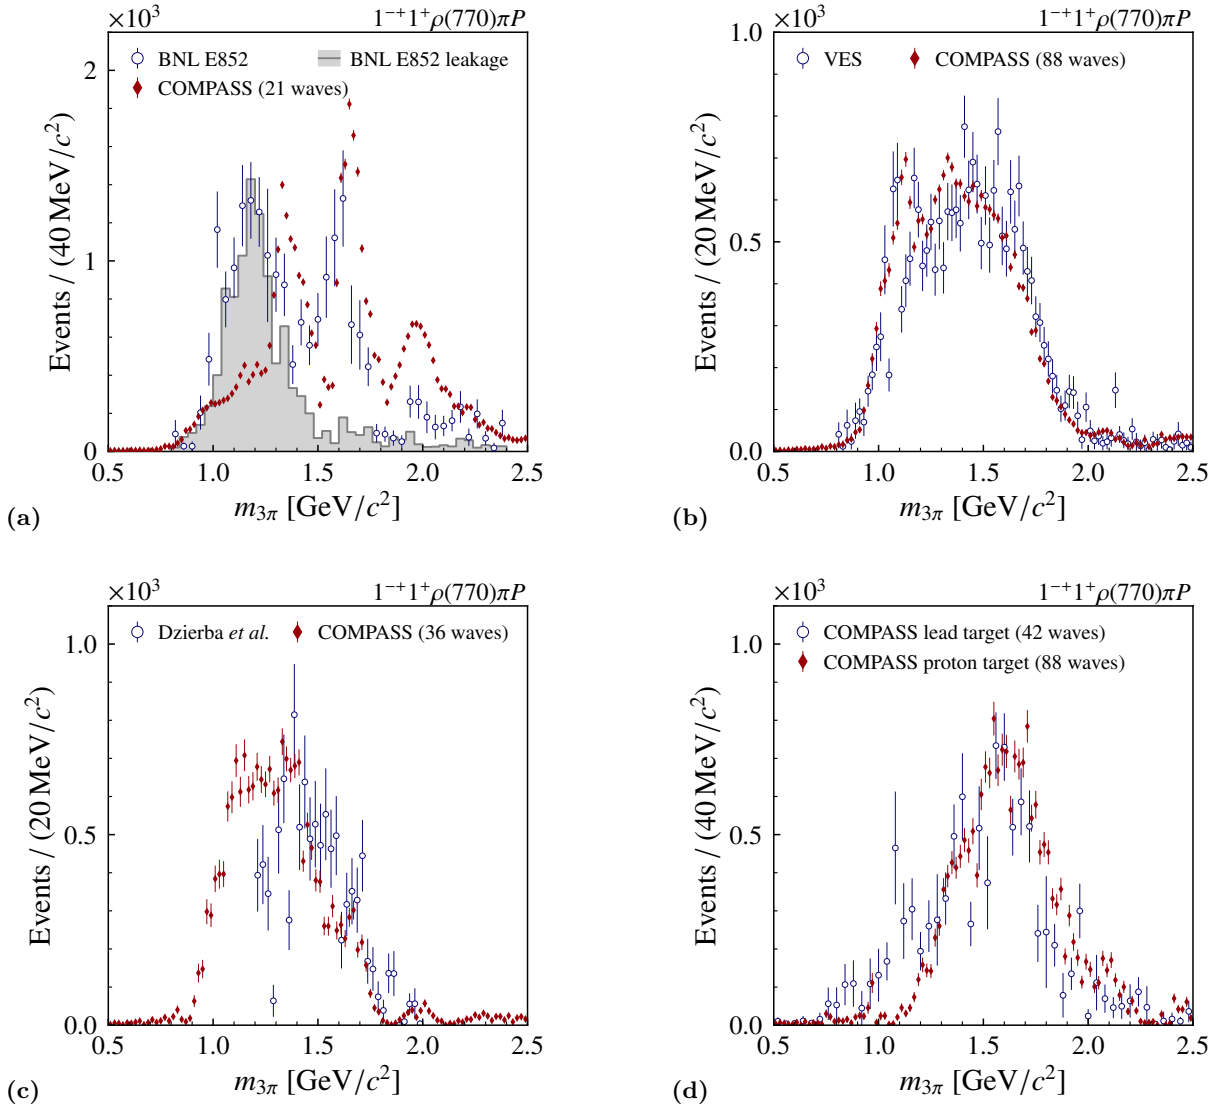 ×10³ 1⁻⁺1⁺ρ(770)πP
BNL E852 BNL E852 leakage
COMPASS (21 waves)
Events / (40 MeV/c²)
2
1
0
0.5 1.0 1.5 2.0 2.5
m₃π [GeV/c²]
(a)
×10³ 1⁻⁺1⁺ρ(770)πP
VES COMPASS (88 waves)
Events / (20 MeV/c²)
1.0
0.5
0.0
0.5 1.0 1.5 2.0 2.5
m₃π [GeV/c²]
(b)
×10³ 1⁻⁺1⁺ρ(770)πP
Dzierba et al. COMPASS (36 waves)
Events / (20 MeV/c²)
1.0
0.5
0.0
0.5 1.0 1.5 2.0 2.5
m₃π [GeV/c²]
(c)
×10³ 1⁻⁺1⁺ρ(770)πP
COMPASS lead target (42 waves)
COMPASS proton target (88 waves)
Events / (40 MeV/c²)
1.0
0.5
0.0
0.5 1.0 1.5 2.0 2.5
m₃π [GeV/c²]
(d)